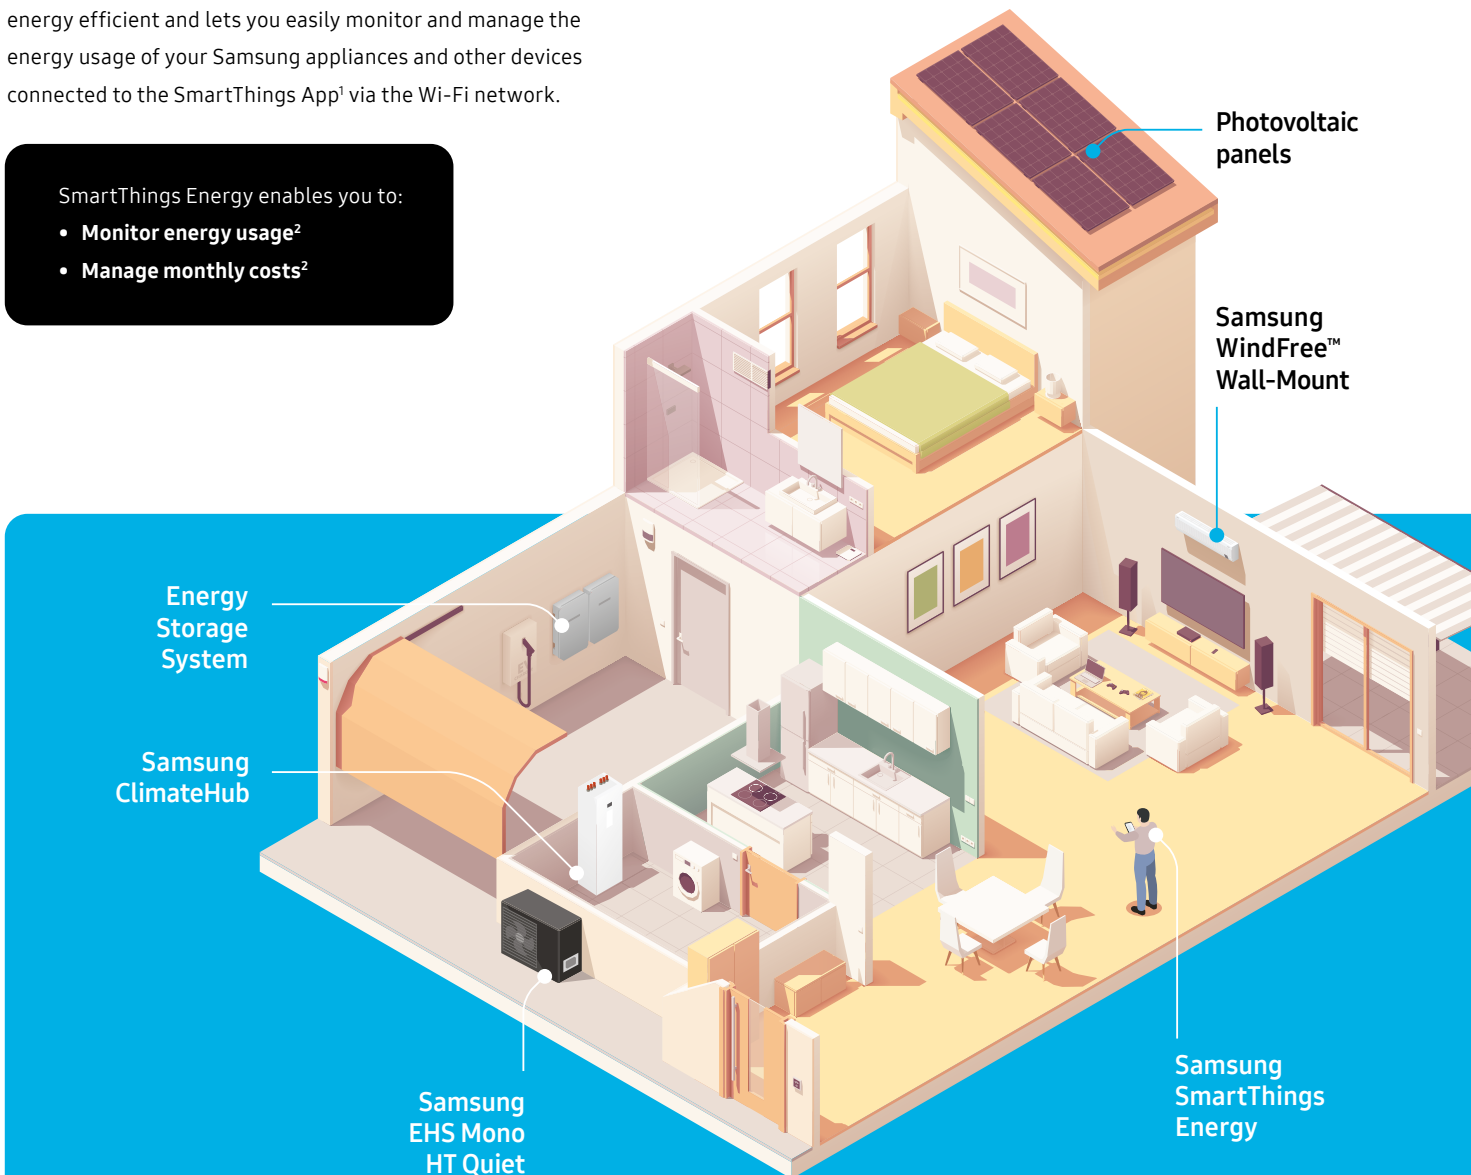 energy efficient and lets you easily monitor and manage the
energy usage of your Samsung appliances and other devices
connected to the SmartThings App¹ via the Wi-Fi network.
SmartThings Energy enables you to:
• Monitor energy usage²
• Manage monthly costs²
Photovoltaic
panels
Samsung
WindFree™
Wall-Mount
Energy
Storage
System
Samsung
ClimateHub
Samsung
EHS Mono
HT Quiet
Samsung
SmartThings
Energy